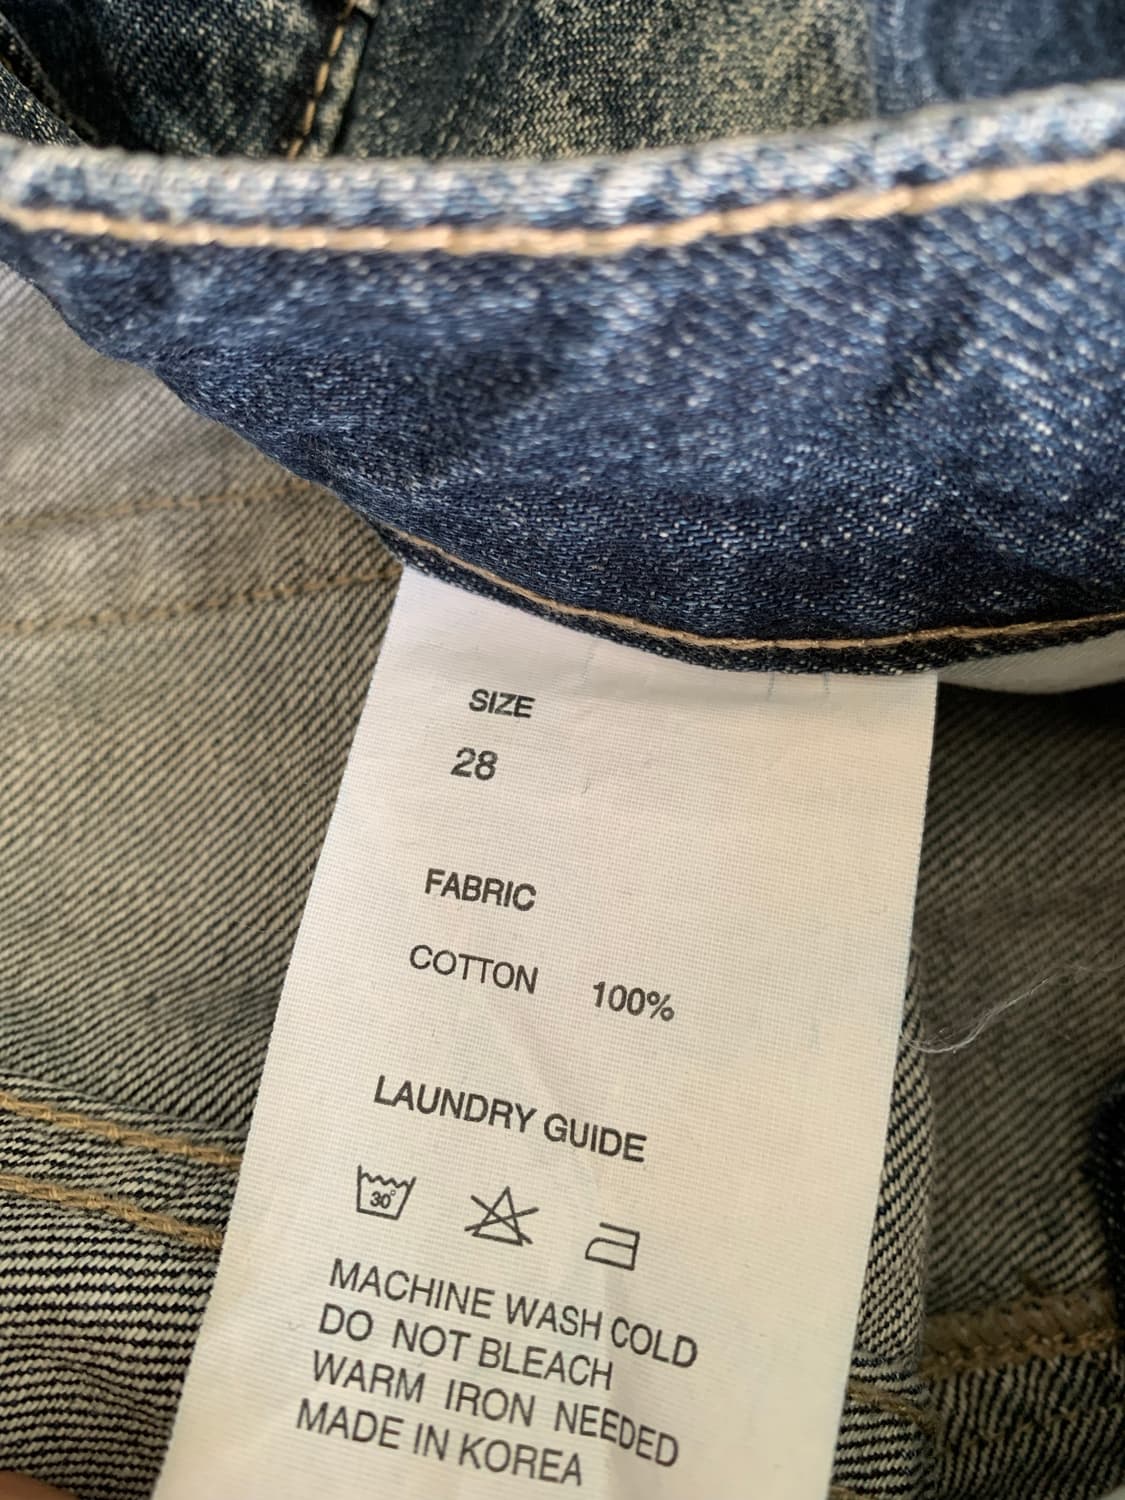 SIZE
28
FABRIC
COTTON 100%
LAUNDRY GUIDE
30°
MACHINE WASH COLD
DO NOT BLEACH
WARM IRON NEEDED
MADE IN KOREA